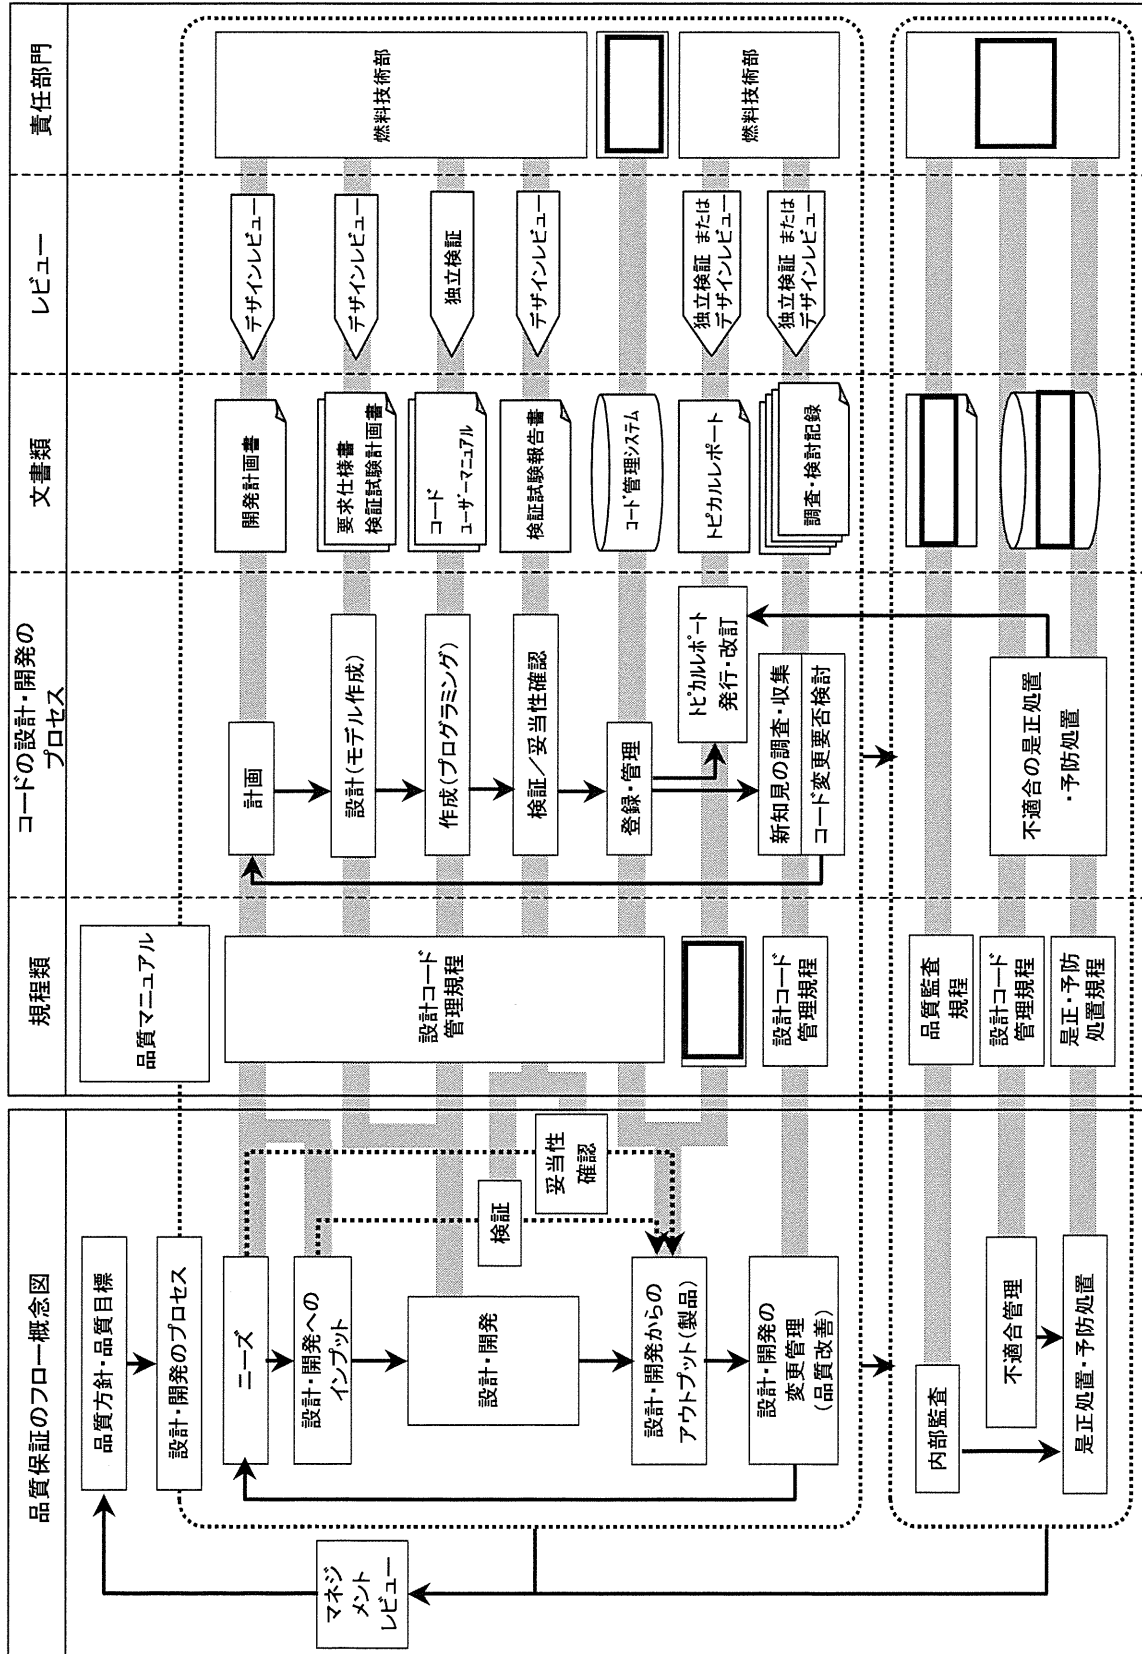 品質保証のフロー概念図
規程類
コードの設計・開発の
プロセス
文書類
レビュー
責任部門
マネジ
メント
レビュー
品質方針・品質目標
設計・開発のプロセス
ニーズ
設計・開発への
インプット
設計・開発
検証
妥当性
確認
設計・開発からの
アウトプット(製品)
設計・開発の
変更管理
(品質改善)
内部監査
不適合管理
是正処置・予防処置
品質マニュアル
設計コード
管理規程
設計コード
管理規程
品質監査
規程
設計コード
管理規程
是正・予防
処置規程
計画
設計(モデル作成)
作成(プログラミング)
検証/妥当性確認
登録・管理
トピカルレポート
発行・改訂
新知見の調査・収集
コード変更要否検討
不適合の是正処置
・予防処置
開発計画書
要求仕様書
検証試験計画書
コード
ユーザーマニュアル
検証試験報告書
コード管理システム
トピカルレポート
調査・検討記録
デザインレビュー
デザインレビュー
独立検証
デザインレビュー
独立検証 または
デザインレビュー
独立検証 または
デザインレビュー
燃料技術部
燃料技術部